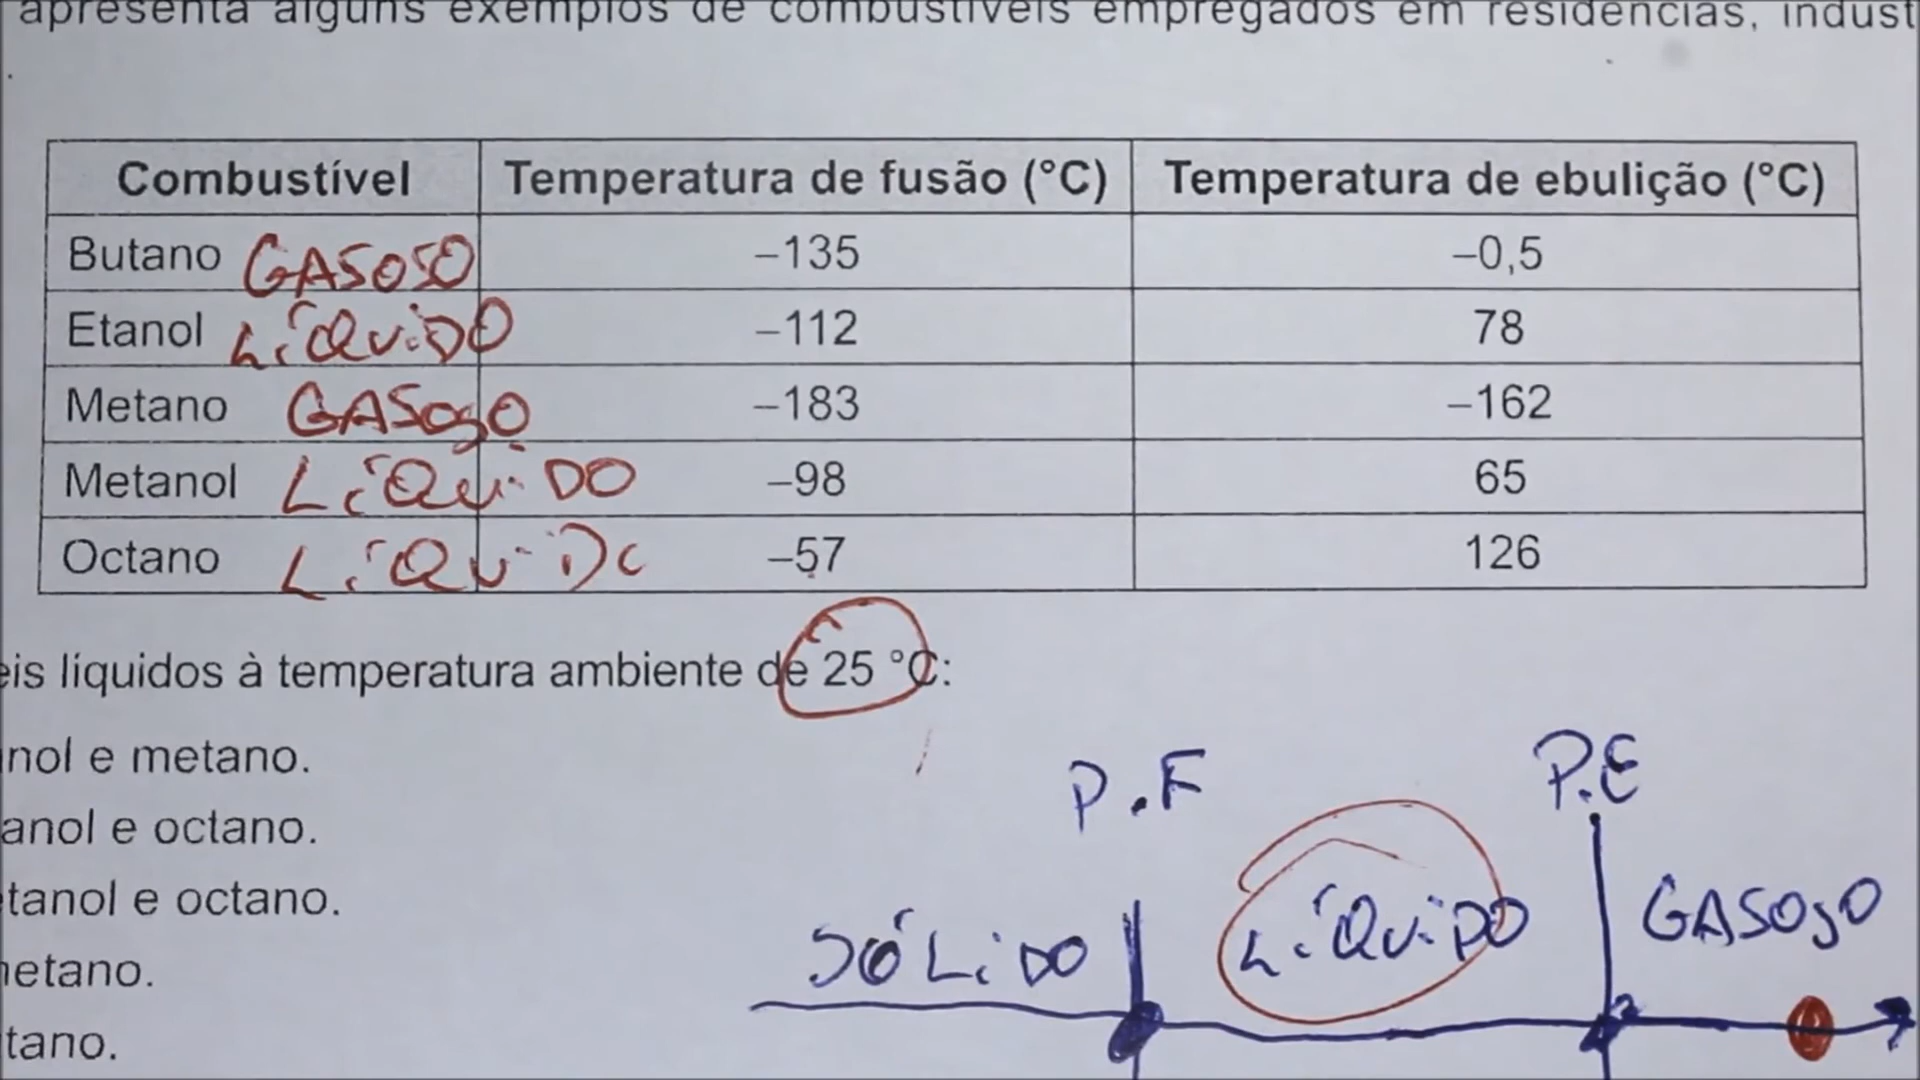 apresenta alguns exemplos de combustíveis empregados em residências, indust
Combustível Temperatura de fusão (°C) Temperatura de ebulição (°C)
Butano GASOSO –135 –0,5
Etanol LíQUiDO –112 78
Metano GASOSO –183 –162
Metanol LíQUiDO –98 65
Octano LíQUiDO –57 126
eis líquidos à temperatura ambiente de 25 °C:
nol e metano.
anol e octano.
tanol e octano.
netano.
tano.
P.F P.E
SÓLiDO LíQUiDO GASOSO